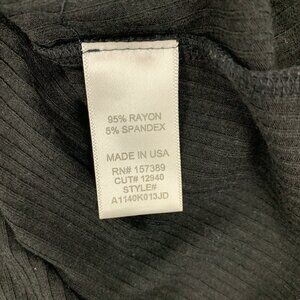 95% RAYON
5% SPANDEX
MADE IN USA
RN# 157389
CUT# 12940
STYLE#
A1140K013JD